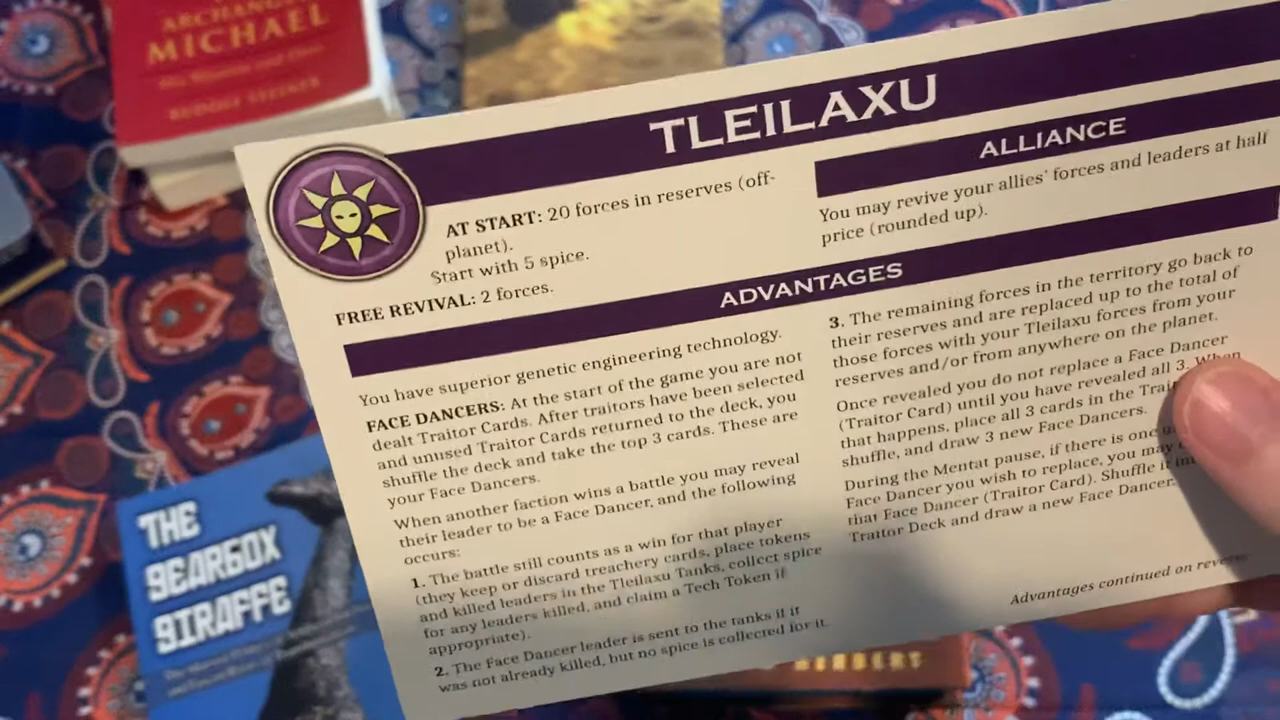 ARCHANGEL
MICHAEL
RUDOLF STEINER
TLEILAXU
AT START: 20 forces in reserves (off-
planet).
Start with 5 spice.
FREE REVIVAL: 2 forces.
ALLIANCE
You may revive your allies' forces and leaders at half
price (rounded up).
ADVANTAGES
You have superior genetic engineering technology.
FACE DANCERS: At the start of the game you are not
dealt Traitor Cards. After traitors have been selected
and unused Traitor Cards returned to the deck, you
shuffle the deck and take the top 3 cards. These are
your Face Dancers.
When another faction wins a battle you may reveal
their leader to be a Face Dancer, and the following
occurs:
1. The battle still counts as a win for that player
(they keep or discard treachery cards, place tokens
and killed leaders in the Tleilaxu Tanks, collect spice
for any leaders killed, and claim a Tech Token if
appropriate).
2. The Face Dancer leader is sent to the tanks if it
was not already killed, but no spice is collected for it.
3. The remaining forces in the territory go back to
their reserves and are replaced up to the total of
those forces with your Tleilaxu forces from your
reserves and/or from anywhere on the planet.
Once revealed you do not replace a Face Dancer
(Traitor Card) until you have revealed all 3. When
that happens, place all 3 cards in the
shuffle, and draw 3 new Face Dancers.
During the Mentat pause, if there is one
Face Dancer you wish to replace, you may
that Face Dancer (Traitor Card). Shuffle it
Traitor Deck and draw a new Face Dancer.
Advantages continued on reverse
THE
GEARBOX
GIRAFFE
HERBERT